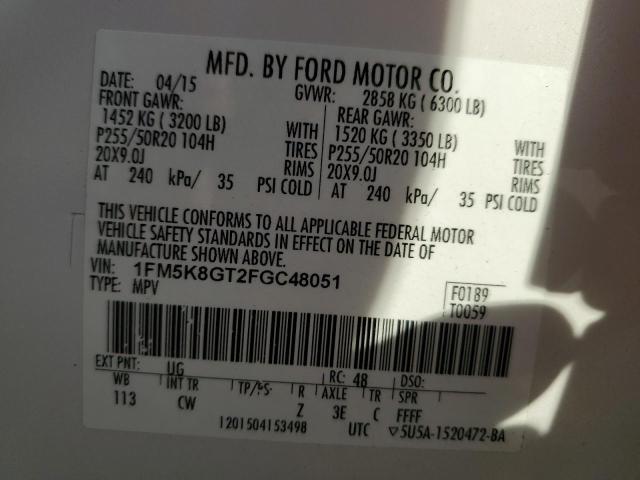 MFD. BY FORD MOTOR CO.
DATE: 04/15 GVWR: 2858 KG ( 6300 LB)
FRONT GAWR: REAR GAWR:
1452 KG ( 3200 LB) WITH 1520 KG ( 3350 LB) WITH
P255/50R20 104H TIRES P255/50R20 104H TIRES
20X9.0J RIMS 20X9.0J RIMS
AT 240 kPa/ 35 PSI COLD AT 240 kPa/ 35 PSI COLD
THIS VEHICLE CONFORMS TO ALL APPLICABLE FEDERAL MOTOR
VEHICLE SAFETY STANDARDS IN EFFECT ON THE DATE OF
MANUFACTURE SHOWN ABOVE.
VIN: 1FM5K8GT2FGC48051
TYPE: MPV F0189
T0059
EXT PNT: UG RC: 48 DSO:
WB INT TR TP/PS R AXLE TR SPR
113 CW Z 3E C FFFF
1201504153498 UTC ▽5U5A-1520472-BA